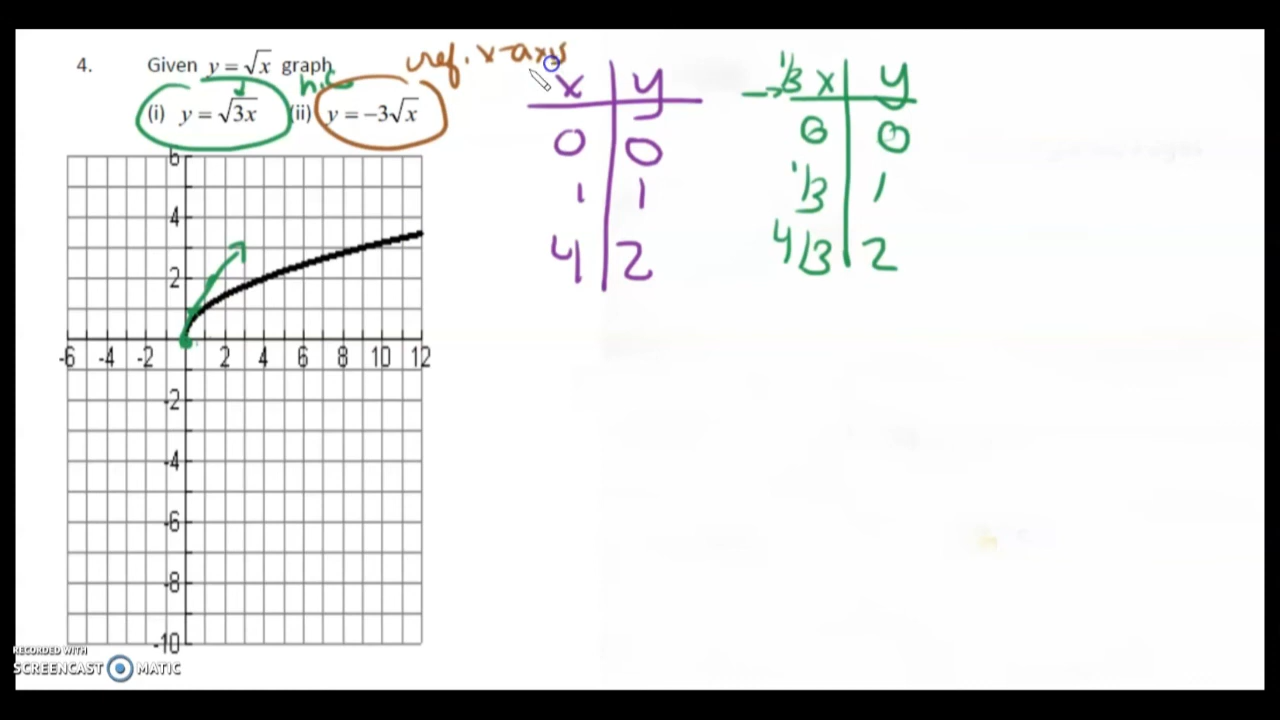 ref. x-axis
4. Given y = √x graph
h.c
(i) y = √3x (ii) y = −3√x
x y
0 0
1 1
4 2
→ 1/3 x y
0 0
1/3 1
4/3 2
6
4
2
-6 -4 -2 2 4 6 8 10 12
-2
-4
-6
-8
-10
RECORDED WITH
SCREENCAST MATIC